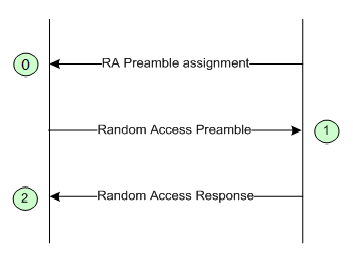 0
RA Preamble assignment
Random Access Preamble
1
2
Random Access Response